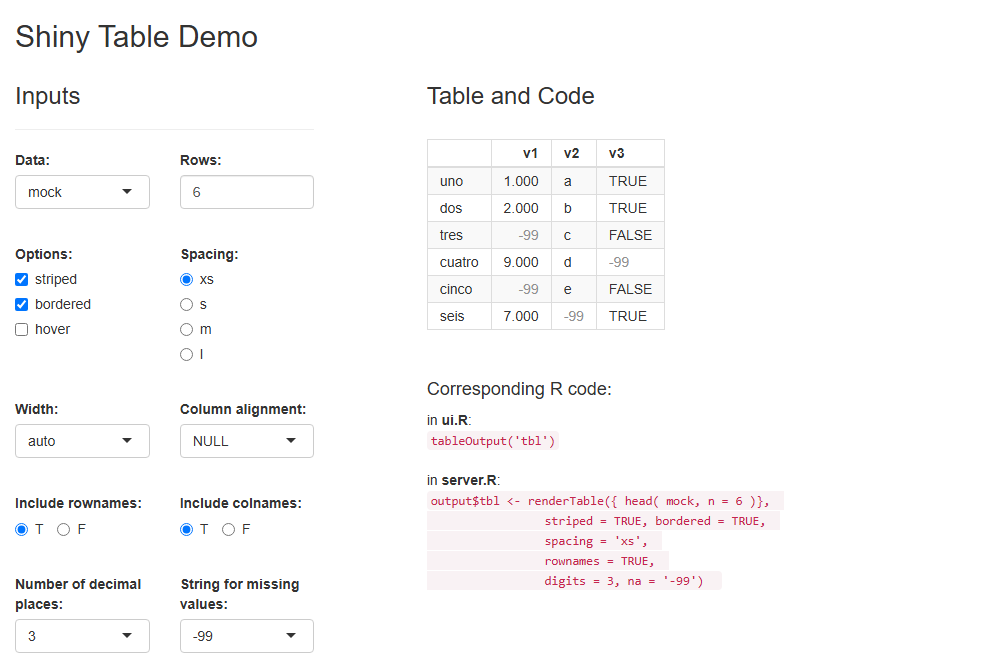 Shiny Table Demo
Inputs
Data: Rows:
mock 6
Options: Spacing:
striped xs
bordered s
hover m
l
Width: Column alignment:
auto NULL
Include rownames: Include colnames:
T F T F
Number of decimal places: String for missing values:
3 -99
Table and Code
v1 v2 v3
uno 1.000 a TRUE
dos 2.000 b TRUE
tres -99 c FALSE
cuatro 9.000 d -99
cinco -99 e FALSE
seis 7.000 -99 TRUE
Corresponding R code:
in ui.R:
tableOutput('tbl')
in server.R:
output$tbl <- renderTable({ head( mock, n = 6 )},
striped = TRUE, bordered = TRUE,
spacing = 'xs',
rownames = TRUE,
digits = 3, na = '-99')